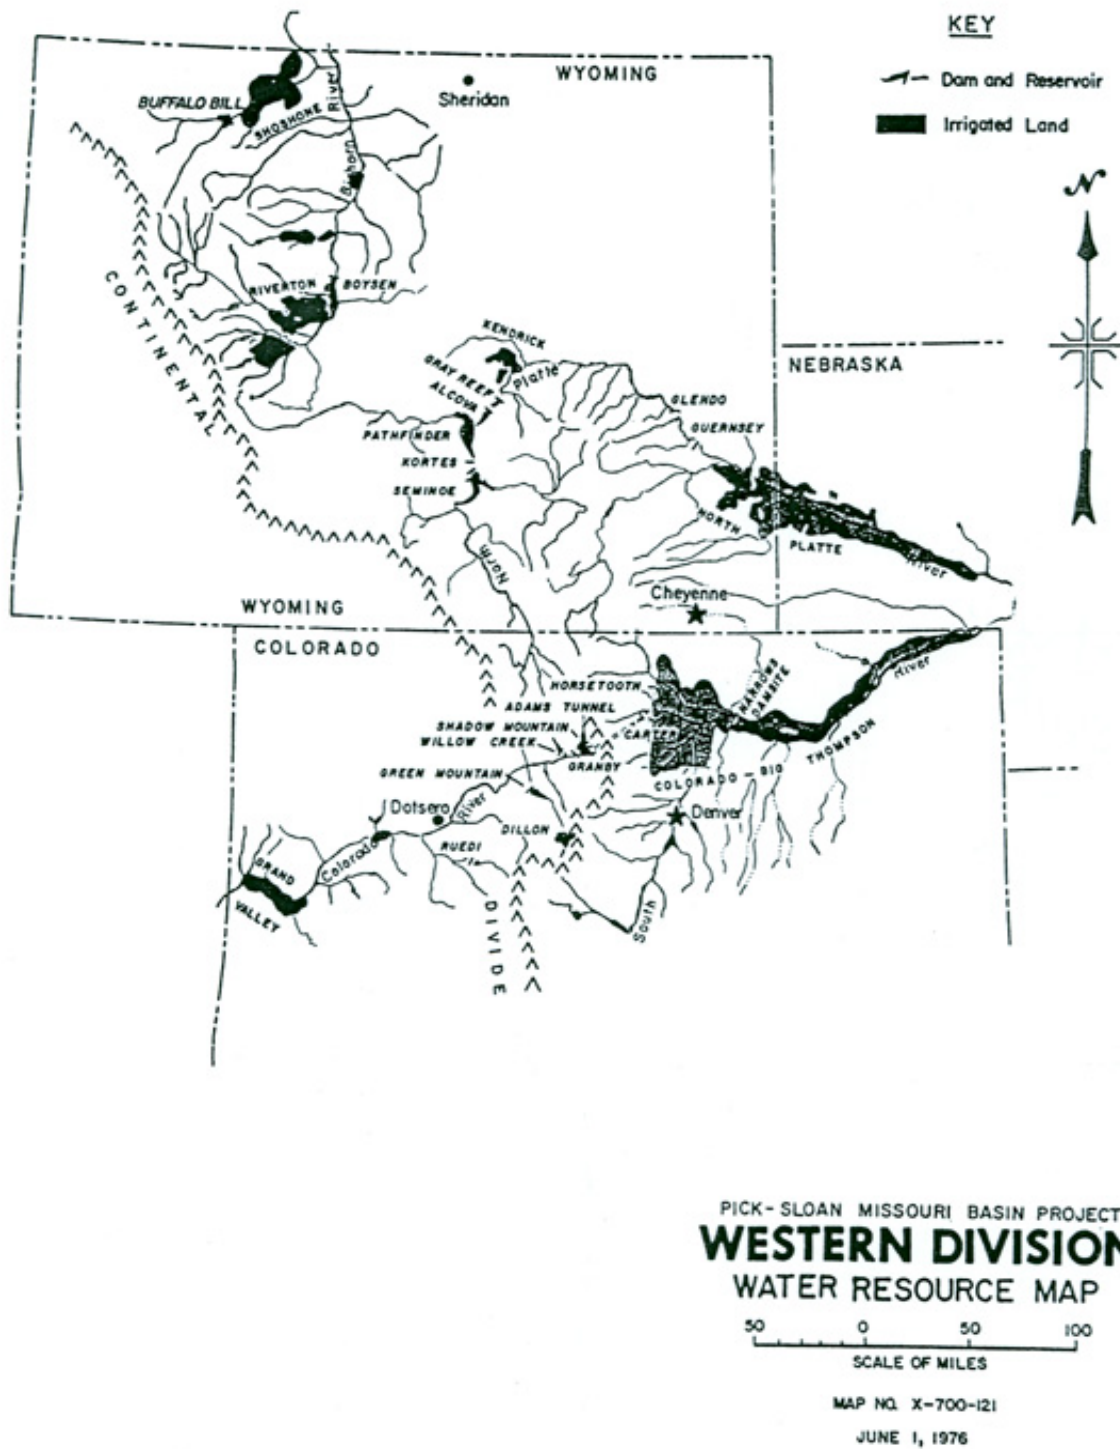 KEY
Dam and Reservoir
Irrigated Land
N
WYOMING
Sheridan
BUFFALO BILL
SHOSHONE
River
Bighorn
RIVERTON
BOYSEN
CONTINENTAL
KENDRICK
GRAY REEF
ALCOVA
Platte
PATHFINDER
KORTES
SEMINOE
GLENDO
GUERNSEY
NEBRASKA
NORTH
PLATTE
River
North
Cheyenne
WYOMING
COLORADO
HORSETOOTH
ADAMS TUNNEL
SHADOW MOUNTAIN
WILLOW CREEK
GRANBY
CARTER
NARROWS
DAMSITE
River
THOMPSON
COLORADO-BIG
GREEN MOUNTAIN
Dotsero
River
Denver
DILLON
RUEDI
Colorado
GRAND
VALLEY
South
DIVIDE
PICK-SLOAN MISSOURI BASIN PROJECT
WESTERN DIVISION
WATER RESOURCE MAP
50 0 50 100
SCALE OF MILES
MAP NO. X-700-121
JUNE 1, 1976